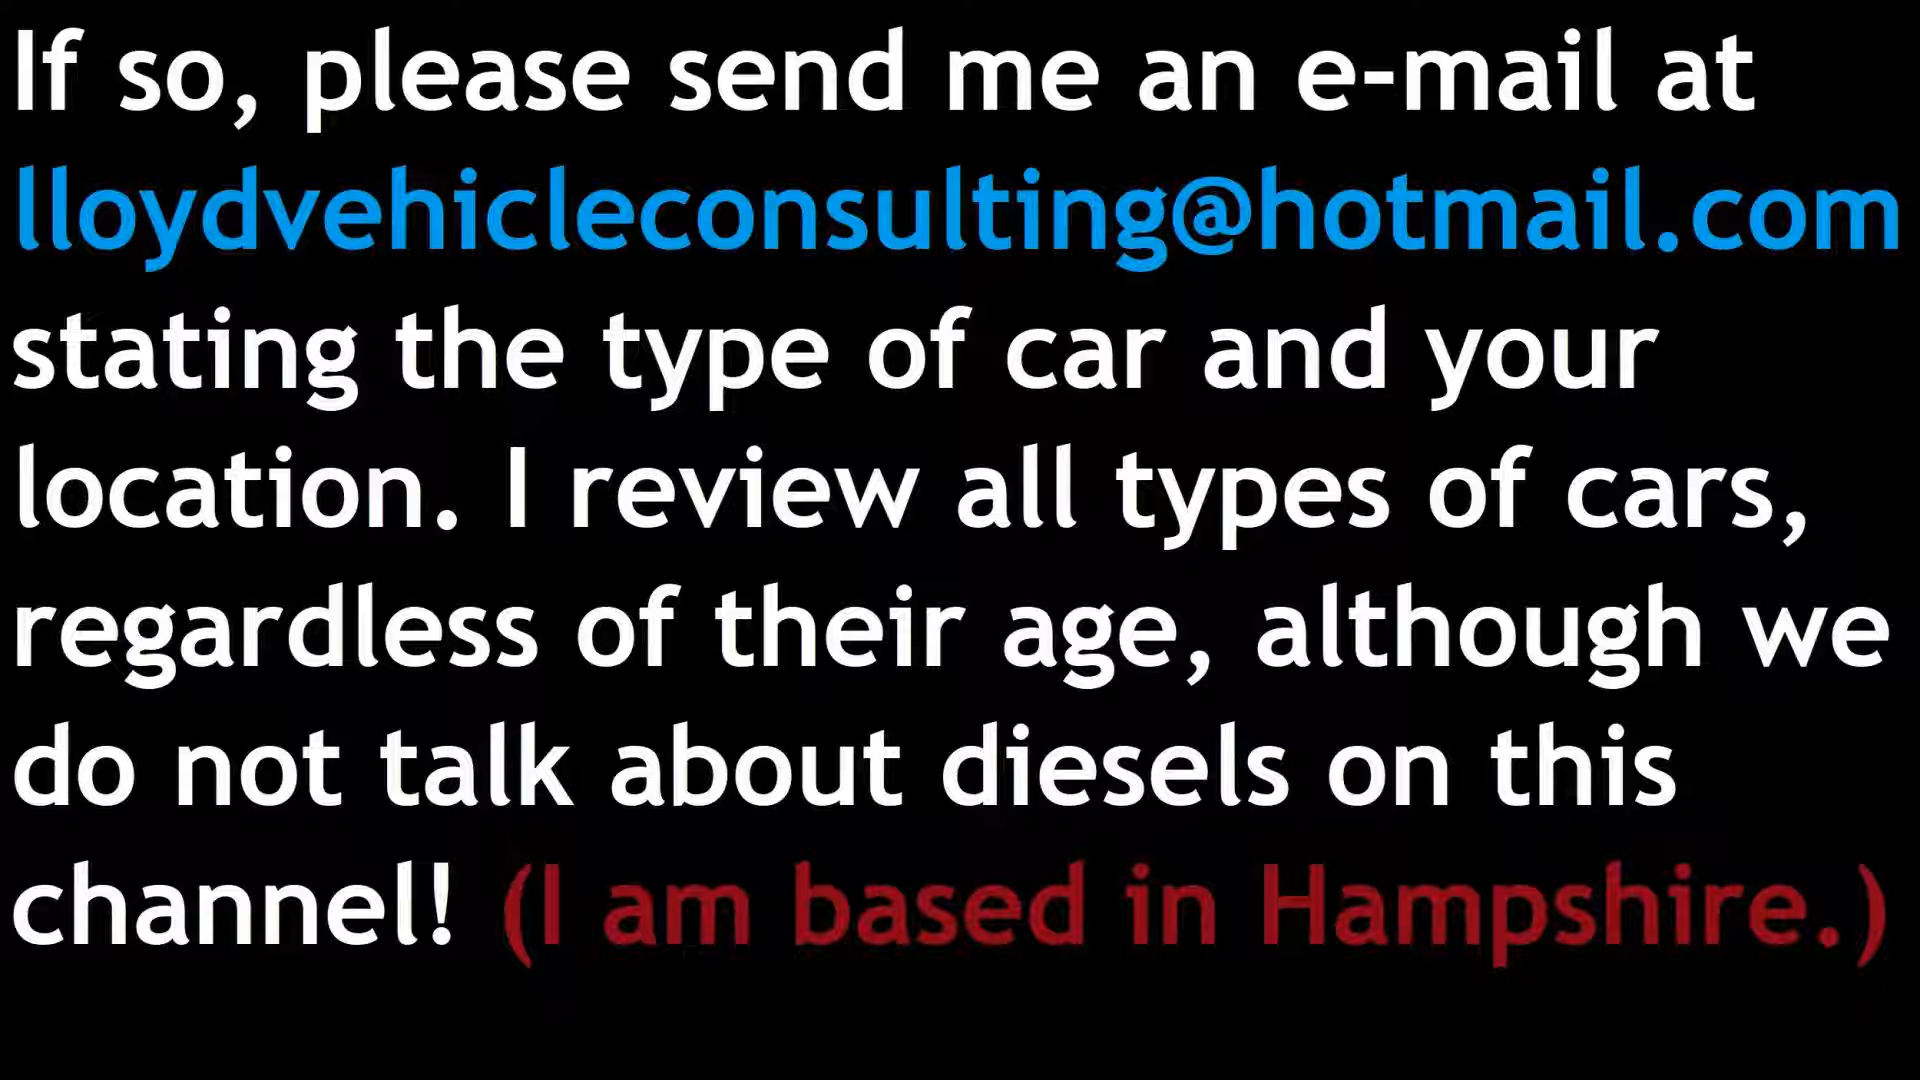 If so, please send me an e-mail at
lloydvehicleconsulting@hotmail.com
stating the type of car and your
location. I review all types of cars,
regardless of their age, although we
do not talk about diesels on this
channel! (I am based in Hampshire.)